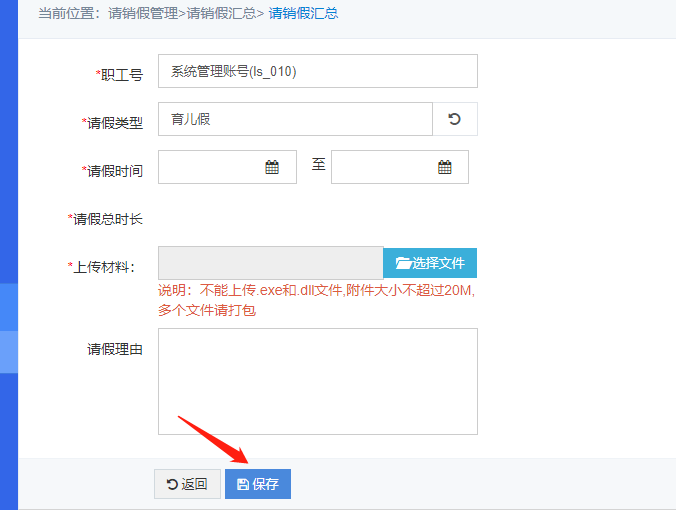 当前位置：请销假管理>请销假汇总> 请销假汇总
*职工号 系统管理账号(ls_010)
*请假类型 育儿假
*请假时间 至
*请假总时长
*上传材料： 选择文件
说明：不能上传.exe和.dll文件,附件大小不超过20M,
多个文件请打包
请假理由
返回 保存